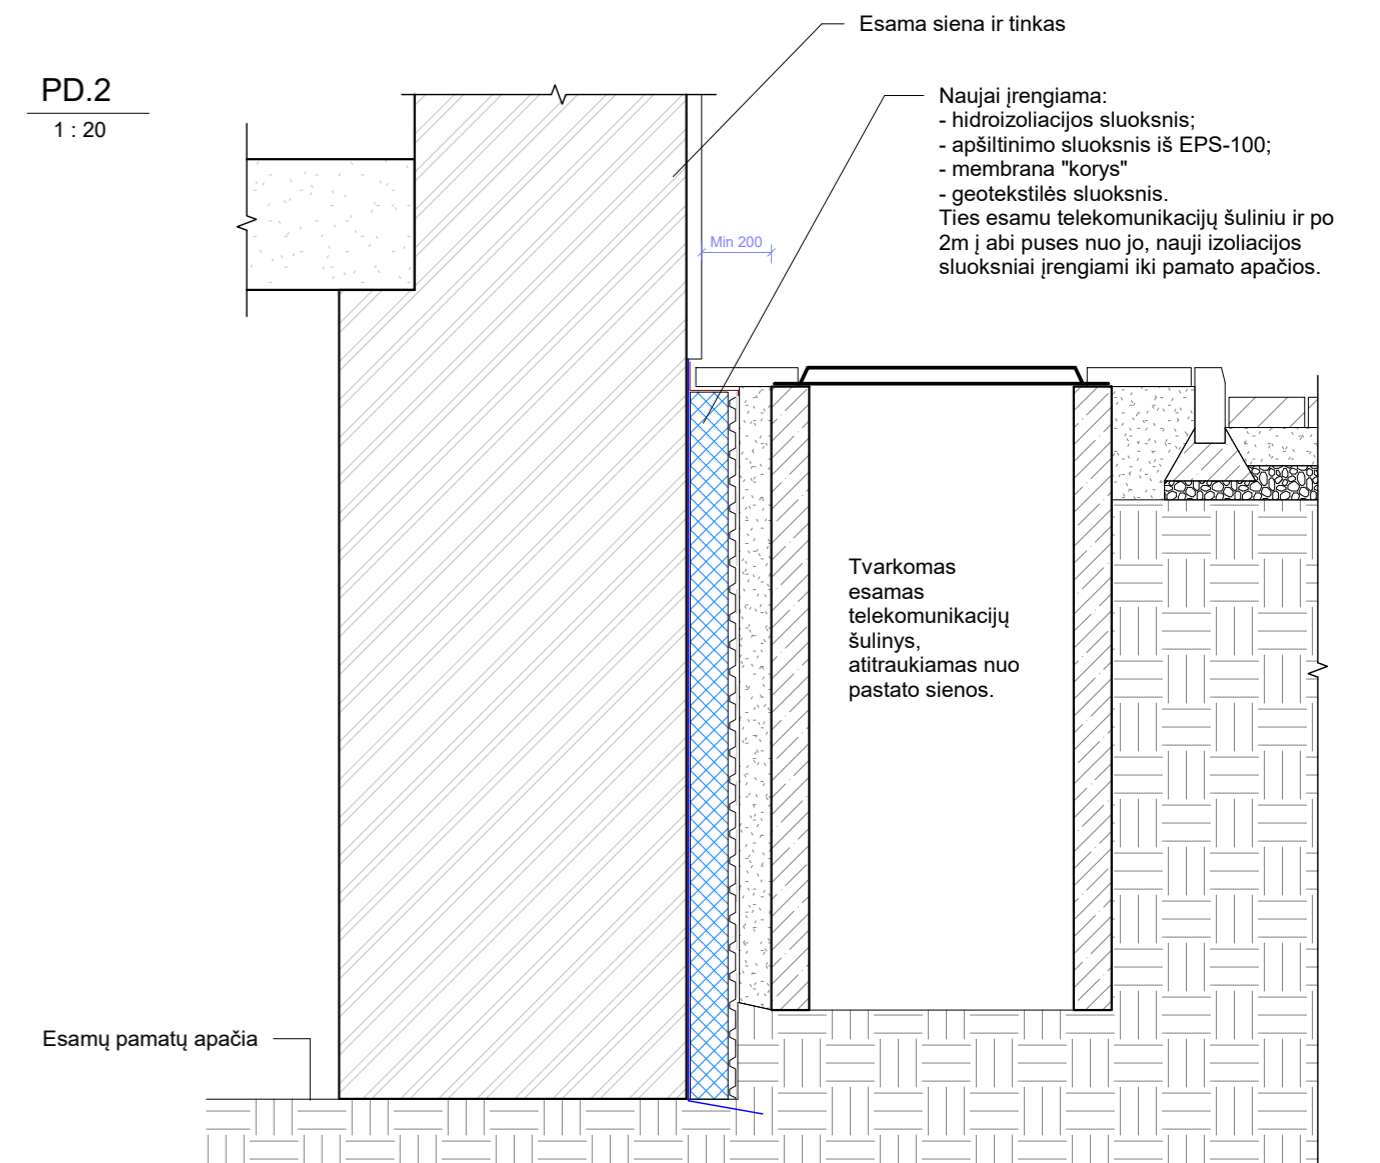 Esama siena ir tinkas
PD.2
1 : 20
Naujai įrengiama:
- hidroizoliacijos sluoksnis;
- apšiltinimo sluoksnis iš EPS-100;
- membrana "korys"
- geotekstilės sluoksnis.
Ties esamu telekomunikacijų šuliniu ir po
2m į abi puses nuo jo, nauji izoliacijos
sluoksniai įrengiami iki pamato apačios.
Min 200
Tvarkomas
esamas
telekomunikacijų
šulinys,
atitraukiamas nuo
pastato sienos.
Esamų pamatų apačia